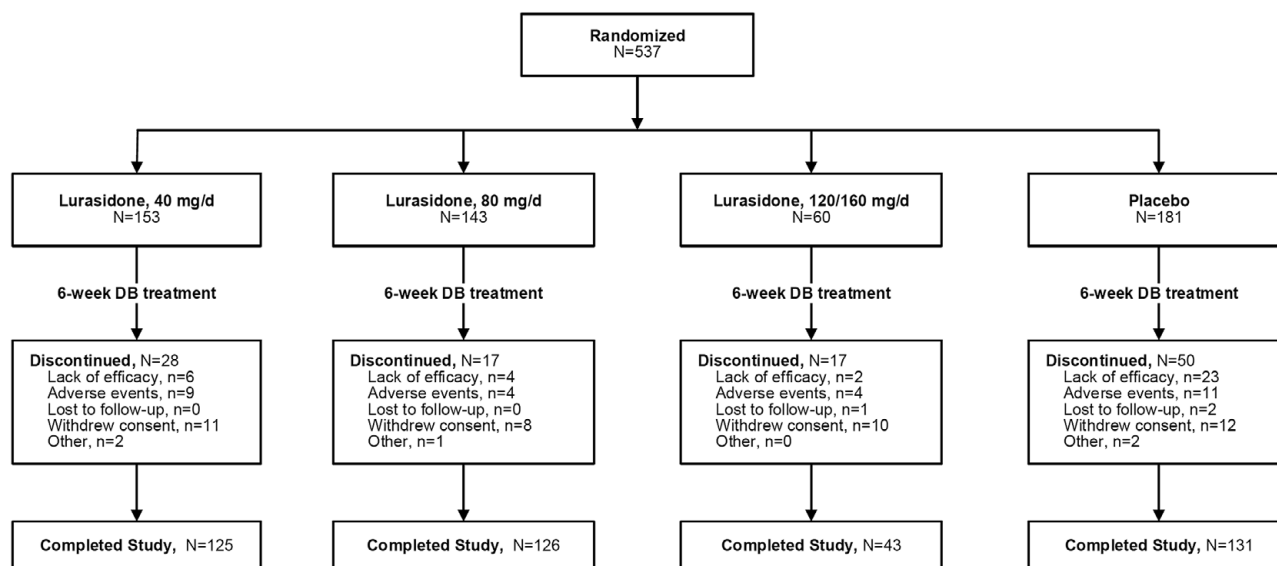 Randomized
N=537
Lurasidone, 40 mg/d
N=153
Lurasidone, 80 mg/d
N=143
Lurasidone, 120/160 mg/d
N=60
Placebo
N=181
6-week DB treatment
6-week DB treatment
6-week DB treatment
6-week DB treatment
Discontinued, N=28
Lack of efficacy, n=6
Adverse events, n=9
Lost to follow-up, n=0
Withdrew consent, n=11
Other, n=2
Discontinued, N=17
Lack of efficacy, n=4
Adverse events, n=4
Lost to follow-up, n=0
Withdrew consent, n=8
Other, n=1
Discontinued, N=17
Lack of efficacy, n=2
Adverse events, n=4
Lost to follow-up, n=1
Withdrew consent, n=10
Other, n=0
Discontinued, N=50
Lack of efficacy, n=23
Adverse events, n=11
Lost to follow-up, n=2
Withdrew consent, n=12
Other, n=2
Completed Study, N=125
Completed Study, N=126
Completed Study, N=43
Completed Study, N=131